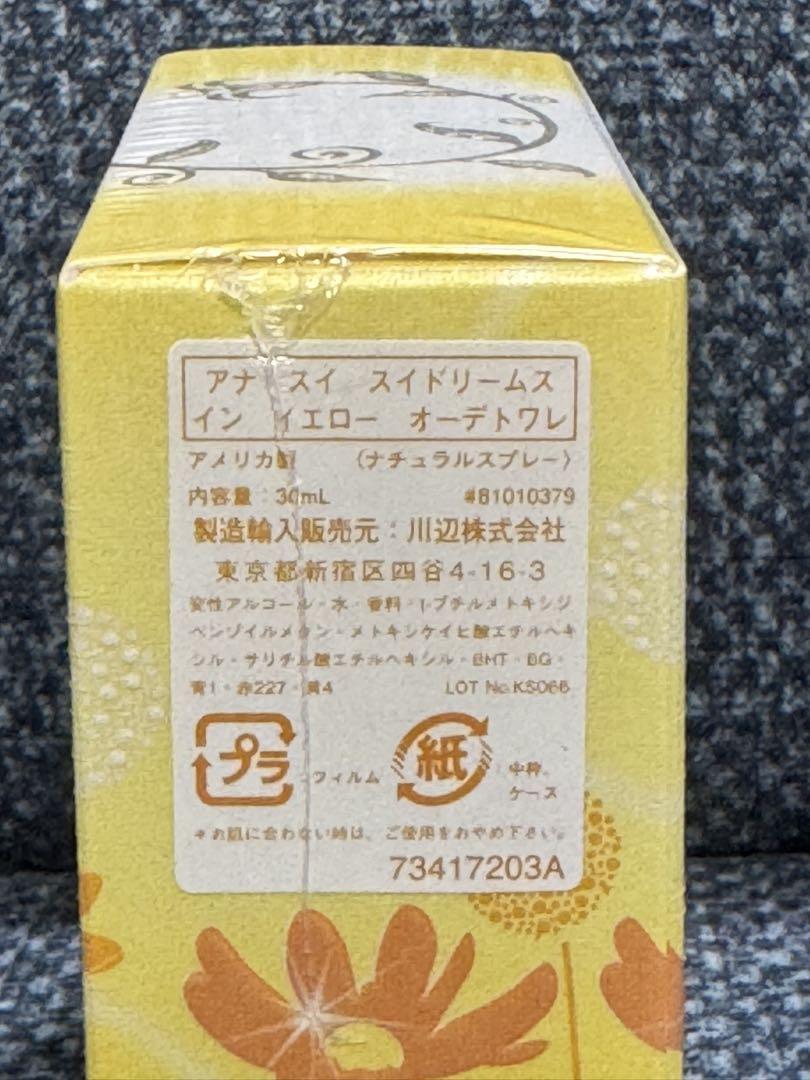 アナ スイ スイドリームス
イン イエロー オーデトワレ
アメリカ製 〈ナチュラルスプレー〉
内容量：30mL #81010379
製造輸入販売元：川辺株式会社
東京都新宿区四谷4-16-3
変性アルコール・水・香料・t-ブチルメトキシジ
ベンゾイルメタン・メトキシケイヒ酸エチルヘキ
シル・サリチル酸エチルヘキシル・BHT・BG・
青1・赤227・黄4 LOT No.KS066
プラ フィルム 紙 中枠、
ケース
＊お肌に合わない時は、ご使用をおやめ下さい。
73417203A